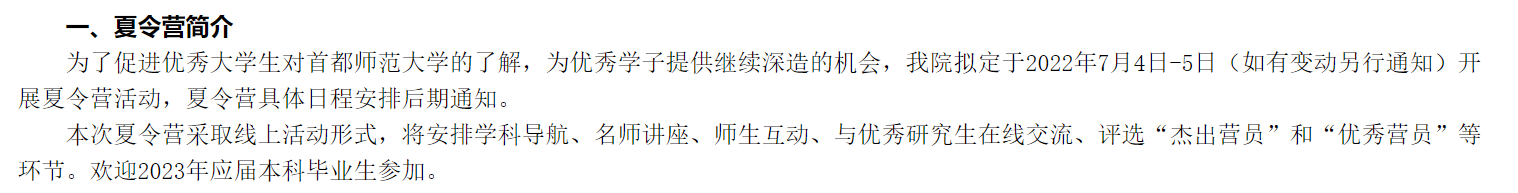 一、夏令营简介
为了促进优秀大学生对首都师范大学的了解，为优秀学子提供继续深造的机会，我院拟定于2022年7月4日-5日（如有变动另行通知）开
展夏令营活动，夏令营具体日程安排后期通知。
本次夏令营采取线上活动形式，将安排学科导航、名师讲座、师生互动、与优秀研究生在线交流、评选“杰出营员”和“优秀营员”等
环节。欢迎2023年应届本科毕业生参加。